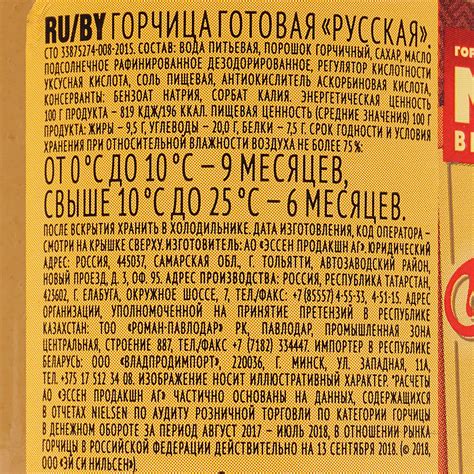 RU/BY ГОРЧИЦА ГОТОВАЯ «РУССКАЯ».
СТО 33875274-008-2015. СОСТАВ: ВОДА ПИТЬЕВАЯ, ПОРОШОК ГОРЧИЧНЫЙ, САХАР, МАСЛО
ПОДСОЛНЕЧНОЕ РАФИНИРОВАННОЕ ДЕЗОДОРИРОВАННОЕ, РЕГУЛЯТОР КИСЛОТНОСТИ
УКСУСНАЯ КИСЛОТА, СОЛЬ ПИЩЕВАЯ, АНТИОКИСЛИТЕЛЬ АСКОРБИНОВАЯ КИСЛОТА,
КОНСЕРВАНТЫ: БЕНЗОАТ НАТРИЯ, СОРБАТ КАЛИЯ. ЭНЕРГЕТИЧЕСКАЯ ЦЕННОСТЬ
100 Г ПРОДУКТА – 819 КДЖ/196 ККАЛ. ПИЩЕВАЯ ЦЕННОСТЬ (СРЕДНИЕ ЗНАЧЕНИЯ) 100 Г
ПРОДУКТА: ЖИРЫ – 9,5 Г, УГЛЕВОДЫ – 20,0 Г, БЕЛКИ – 7,5 Г. СРОК ГОДНОСТИ И УСЛОВИЯ
ХРАНЕНИЯ ПРИ ОТНОСИТЕЛЬНОЙ ВЛАЖНОСТИ ВОЗДУХА НЕ БОЛЕЕ 75%:
ОТ 0°С ДО 10°С – 9 МЕСЯЦЕВ,
СВЫШЕ 10°С ДО 25°С – 6 МЕСЯЦЕВ.
ПОСЛЕ ВСКРЫТИЯ ХРАНИТЬ В ХОЛОДИЛЬНИКЕ. ДАТА ИЗГОТОВЛЕНИЯ, КОД ОПЕРАТОРА –
СМОТРИ НА КРЫШКЕ СВЕРХУ. ИЗГОТОВИТЕЛЬ: АО «ЭССЕН ПРОДАКШН АГ». ЮРИДИЧЕСКИЙ
АДРЕС: РОССИЯ, 445037, САМАРСКАЯ ОБЛ., Г. ТОЛЬЯТТИ, АВТОЗАВОДСКИЙ РАЙОН,
НОВЫЙ ПРОЕЗД, Д. 3, ОФ. 95. АДРЕС ПРОИЗВОДСТВА: РОССИЯ, РЕСПУБЛИКА ТАТАРСТАН,
423602, Г. ЕЛАБУГА, ОКРУЖНОЕ ШОССЕ, 7, ТЕЛ./ФАКС: +7 (85557) 4-55-33, 4-51-15. АДРЕС
ОРГАНИЗАЦИИ, УПОЛНОМОЧЕННОЙ НА ПРИНЯТИЕ ПРЕТЕНЗИЙ В РЕСПУБЛИКЕ
КАЗАХСТАН: ТОО «РОМАН-ПАВЛОДАР» РК, ПАВЛОДАР, ПРОМЫШЛЕННАЯ ЗОНА
ЦЕНТРАЛЬНАЯ, СТРОЕНИЕ 887, ТЕЛ./ФАКС +7 (7182) 334447. ИМПОРТЕР В РЕСПУБЛИКЕ
БЕЛАРУСЬ: ООО «ВЛАДПРОДИМПОРТ», 220036, Г. МИНСК, УЛ. ЗАПАДНАЯ, 11А,
ТЕЛ. +375 17 512 34 08. ИЗОБРАЖЕНИЕ НОСИТ ИЛЛЮСТРАТИВНЫЙ ХАРАКТЕР. *РАСЧЕТЫ
АО «ЭССЕН ПРОДАКШН АГ» ЧАСТИЧНО ОСНОВАНЫ НА ДАННЫХ, СОДЕРЖАЩИХСЯ
В ОТЧЕТАХ NIELSEN ПО АУДИТУ РОЗНИЧНОЙ ТОРГОВЛИ ПО КАТЕГОРИИ ГОРЧИЦЫ
В ДЕНЕЖНОМ ОБОРОТЕ ЗА ПЕРИОД АВГУСТ 2017 – ИЮЛЬ 2018, В ОТНОШЕНИИ РЫНКА
ГОРЧИЦЫ В РОССИЙСКОЙ ФЕДЕРАЦИИ ДЕЙСТВИТЕЛЬНО НА 13 СЕНТЯБРЯ 2018. (© 2018,
ООО «ЭЙ СИ НИЛЬСЕН»).